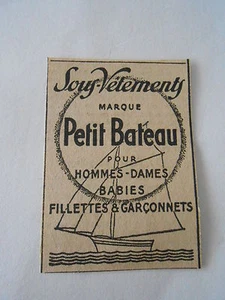 Sous-Vêtements
MARQUE
Petit Bateau
POUR
HOMMES-DAMES
BABIES
FILLETTES & GARÇONNETS